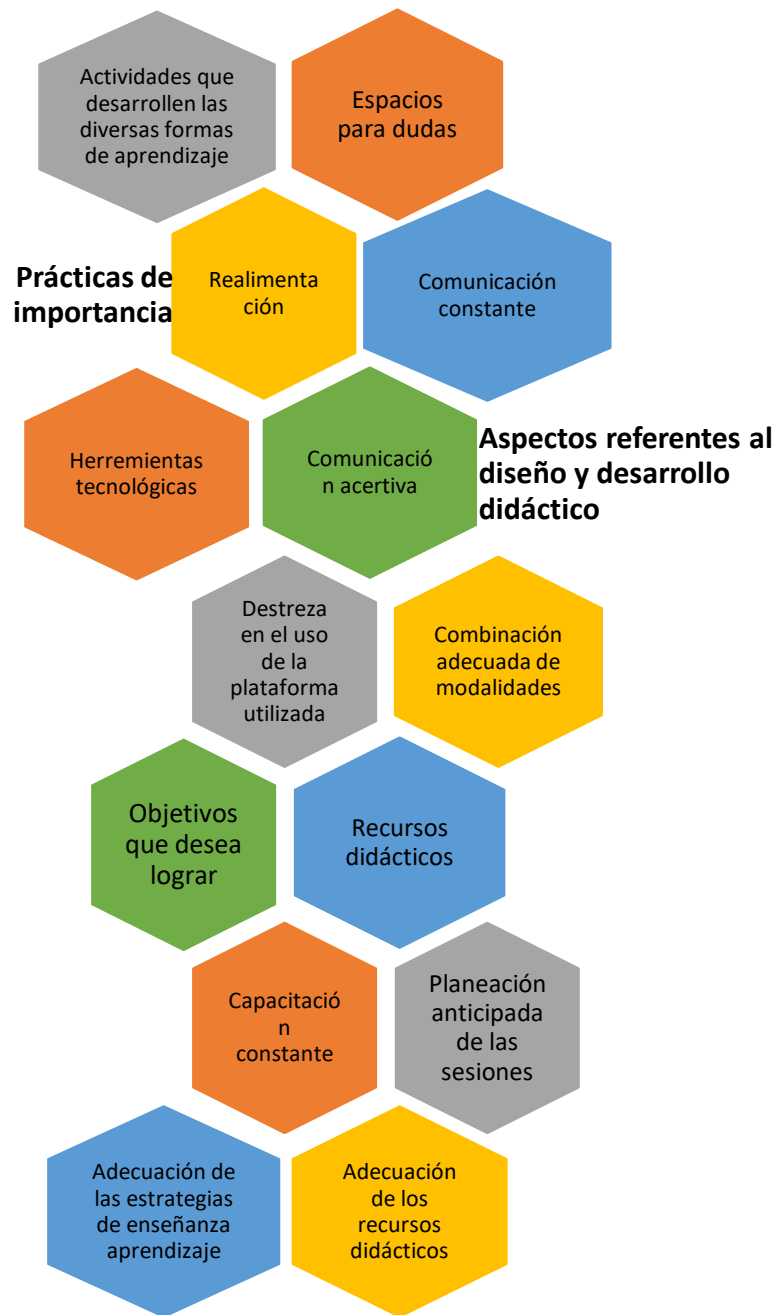 Actividades que
desarrollen las
diversas formas
de aprendizaje
Espacios
para dudas
Prácticas de
importancia
Realimenta
ción
Comunicación
constante
Herremientas
tecnológicas
Comunicació
n acertiva
Aspectos referentes al
diseño y desarrollo
didáctico
Destreza
en el uso
de la
plataforma
utilizada
Combinación
adecuada de
modalidades
Objetivos
que desea
lograr
Recursos
didácticos
Capacitació
n
constante
Planeación
anticipada
de las
sesiones
Adecuación de
las estrategias
de enseñanza
aprendizaje
Adecuación
de los
recursos
didácticos